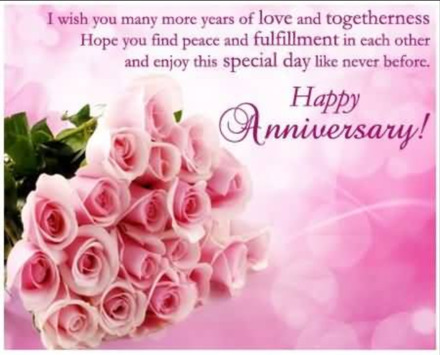 I wish you many more years of love and togetherness
Hope you find peace and fulfillment in each other
and enjoy this special day like never before.
Happy
Anniversary!